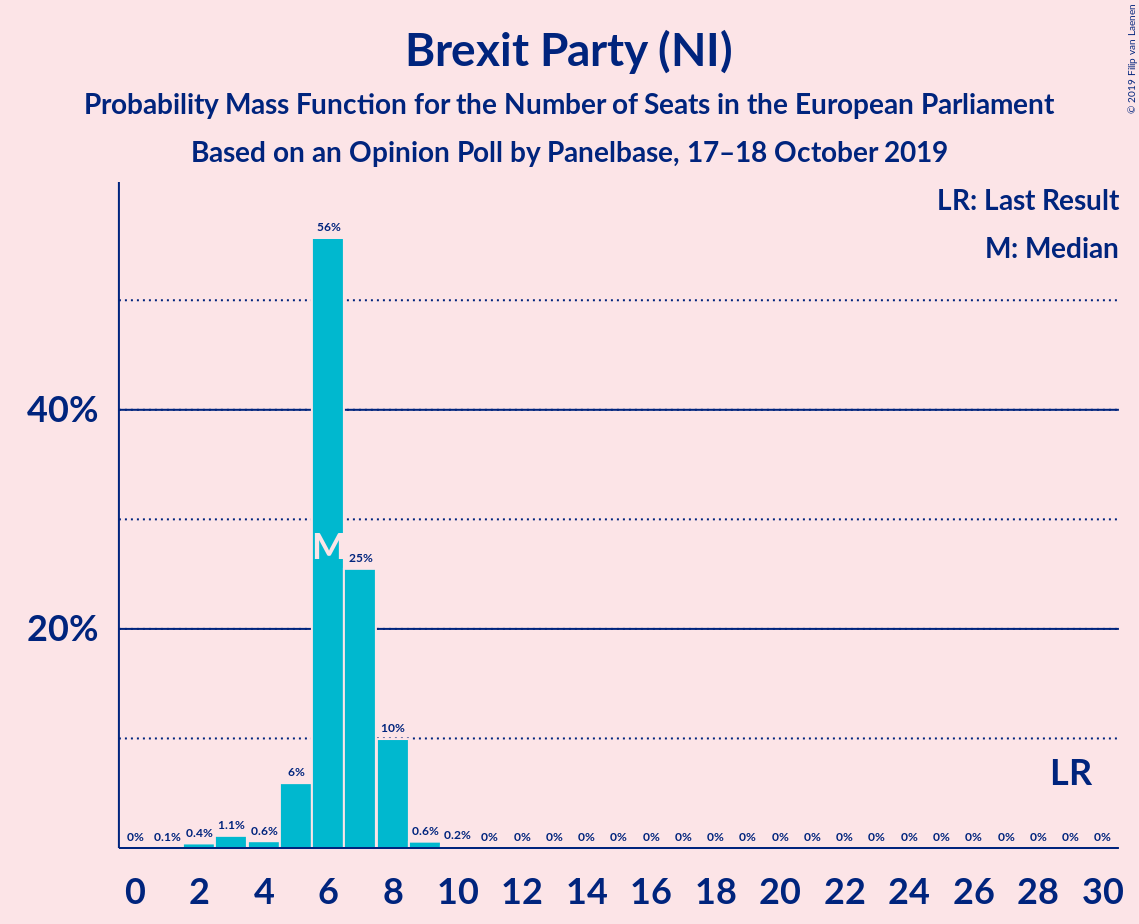 Brexit Party (NI)
Probability Mass Function for the Number of Seats in the European Parliament
Based on an Opinion Poll by Panelbase, 17–18 October 2019
© 2019 Filip van Laenen
LR: Last Result
M: Median
56%
40%
M
25%
20%
10%
LR
6%
0% 0.1% 0.4% 1.1% 0.6% 0.6% 0.2% 0% 0% 0% 0% 0% 0% 0% 0% 0% 0% 0% 0% 0% 0% 0% 0% 0% 0% 0% 0%
0 2 4 6 8 10 12 14 16 18 20 22 24 26 28 30